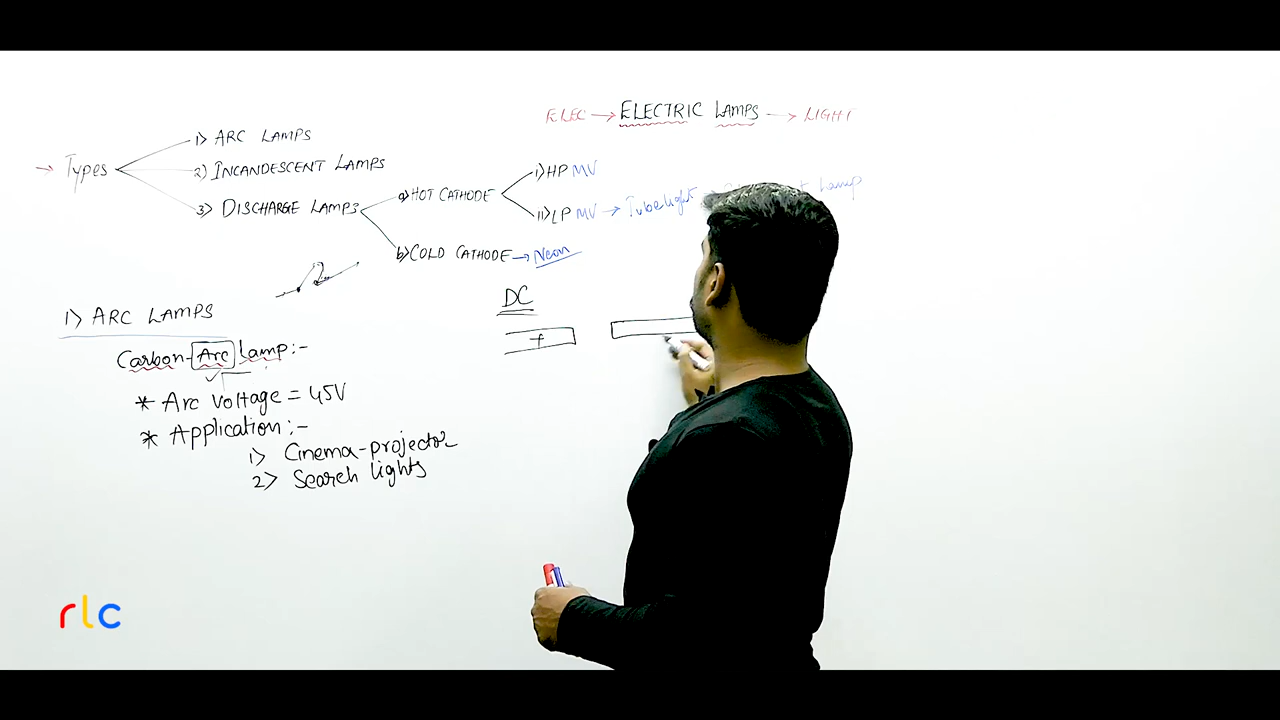 ELEC → ELECTRIC LAMPS → LIGHT
→ Types
1) ARC LAMPS
2) INCANDESCENT LAMPS
3) DISCHARGE LAMPS
a) HOT CATHODE
i) HP MV
ii) LP MV → Tubelight
Lamp
b) COLD CATHODE → Neon
1) ARC LAMPS
Carbon-Arc lamp:-
* Arc voltage = 45V
* Application:-
1) Cinema-projector
2) Search lights
DC
+
rlc